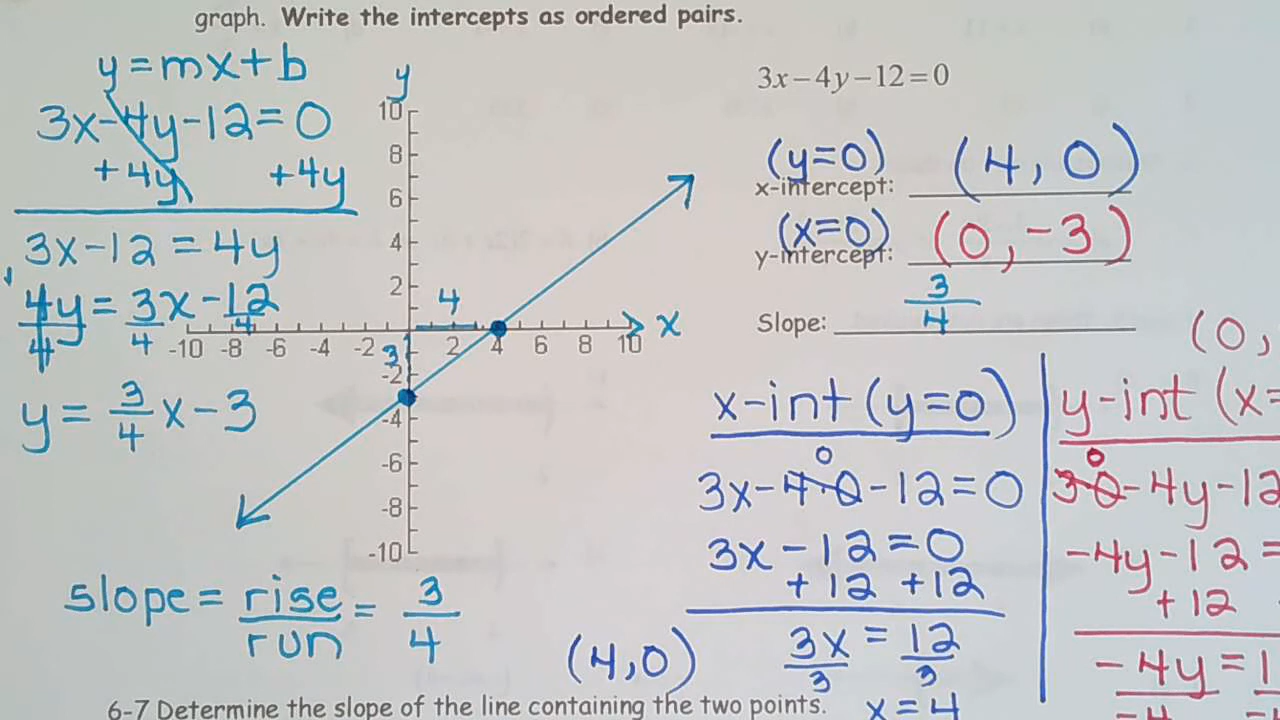 graph. Write the intercepts as ordered pairs.
y = mx + b
3x - 4y - 12 = 0
+4y +4y
3x - 12 = 4y
4y = 3x - 12
4 4 4
y = 3/4 x - 3
slope = rise/run = 3/4
y
10
8
6
4
2
-10 -8 -6 -4 -2 2 4 6 8 10 x
4
3
-2
-4
-6
-8
-10
3x − 4y − 12 = 0
(y=0)
x-intercept: (4, 0)
(x=0)
y-intercept: (0, -3)
Slope: 3/4
x-int (y=0)
0
3x - 4·0 - 12 = 0
3x - 12 = 0
+12 +12
3x = 12
3 3
x = 4
(4,0)
(0,
y-int (x=
0
3·0 - 4y - 12
-4y - 12 =
+12
-4y = 1
-4 -4
6-7 Determine the slope of the line containing the two points.